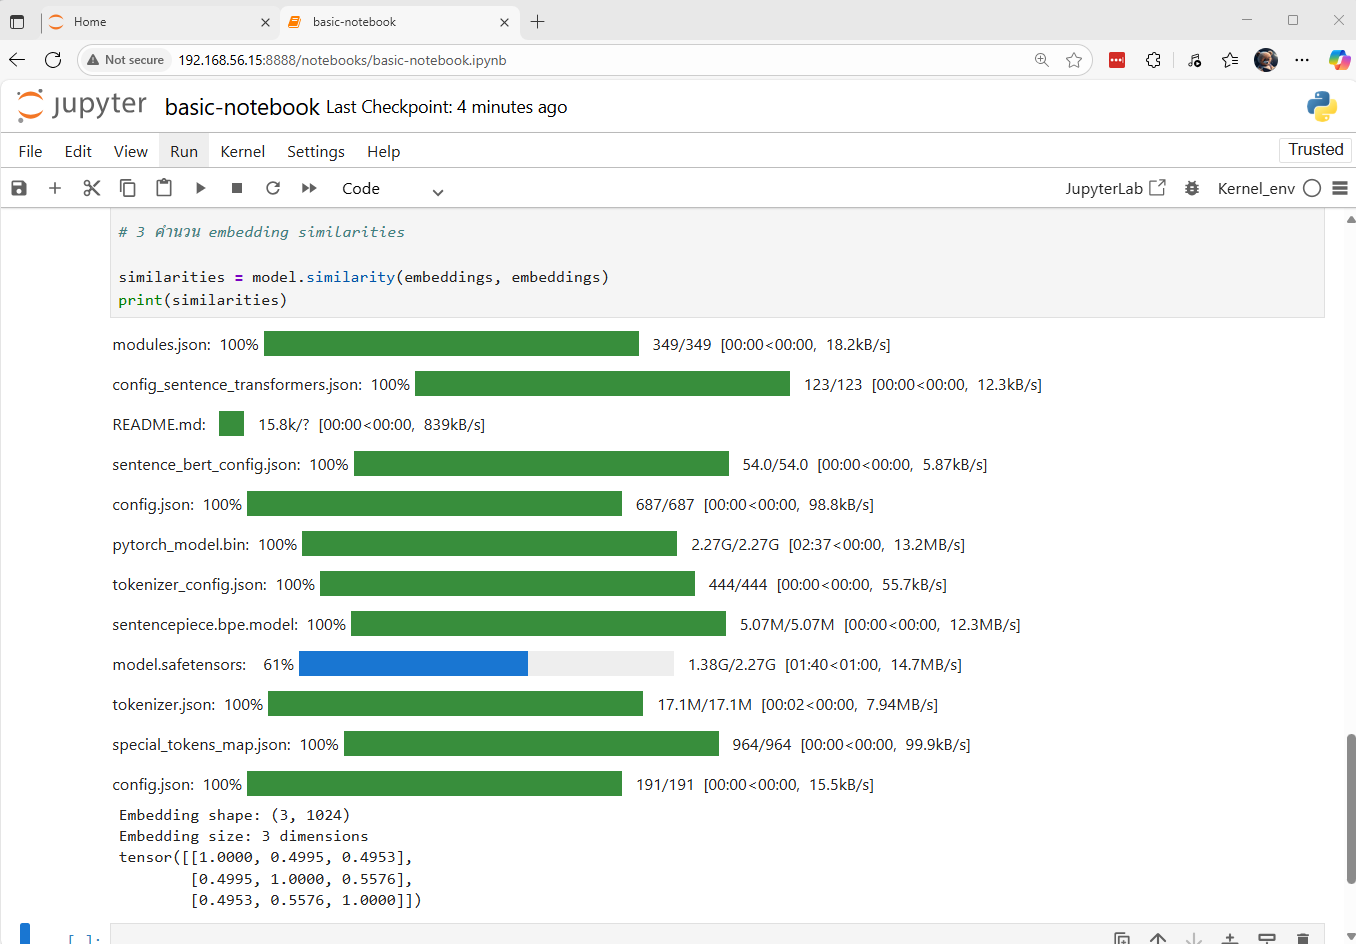 Home
basic-notebook
Not secure
192.168.56.15:8888/notebooks/basic-notebook.ipynb
jupyter basic-notebook Last Checkpoint: 4 minutes ago
File Edit View Run Kernel Settings Help
Trusted
Code
JupyterLab
Kernel_env
# 3 คำนวน embedding similarities
similarities = model.similarity(embeddings, embeddings)
print(similarities)
modules.json: 100% 349/349 [00:00<00:00, 18.2kB/s]
config_sentence_transformers.json: 100% 123/123 [00:00<00:00, 12.3kB/s]
README.md: 15.8k/? [00:00<00:00, 839kB/s]
sentence_bert_config.json: 100% 54.0/54.0 [00:00<00:00, 5.87kB/s]
config.json: 100% 687/687 [00:00<00:00, 98.8kB/s]
pytorch_model.bin: 100% 2.27G/2.27G [02:37<00:00, 13.2MB/s]
tokenizer_config.json: 100% 444/444 [00:00<00:00, 55.7kB/s]
sentencepiece.bpe.model: 100% 5.07M/5.07M [00:00<00:00, 12.3MB/s]
model.safetensors: 61% 1.38G/2.27G [01:40<01:00, 14.7MB/s]
tokenizer.json: 100% 17.1M/17.1M [00:02<00:00, 7.94MB/s]
special_tokens_map.json: 100% 964/964 [00:00<00:00, 99.9kB/s]
config.json: 100% 191/191 [00:00<00:00, 15.5kB/s]
Embedding shape: (3, 1024)
Embedding size: 3 dimensions
tensor([[1.0000, 0.4995, 0.4953],
[0.4995, 1.0000, 0.5576],
[0.4953, 0.5576, 1.0000]])
[ ]: